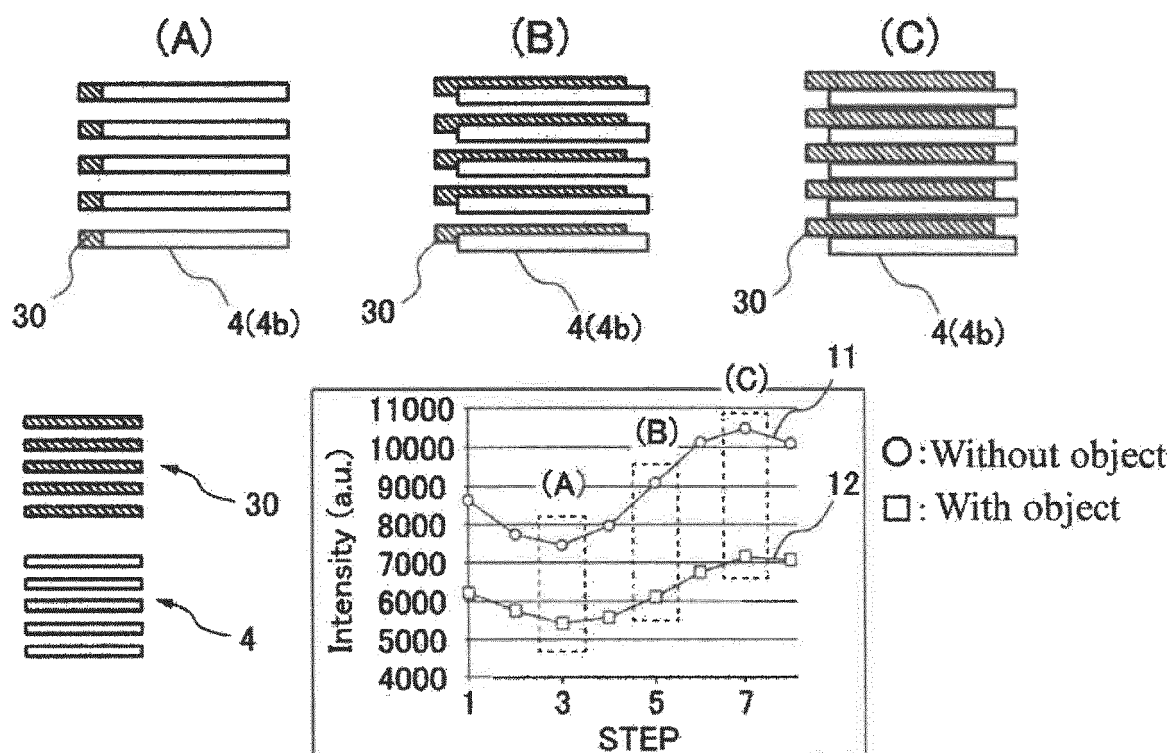 (A) (B) (C)
30 4(4b) 30 4(4b) 30 4(4b)
30
4
11000
10000
9000
8000
7000
6000
5000
4000
Intensity (a.u.)
(A)
(B)
(C)
11
12
1 3 5 7
STEP
○: Without object
□: With object